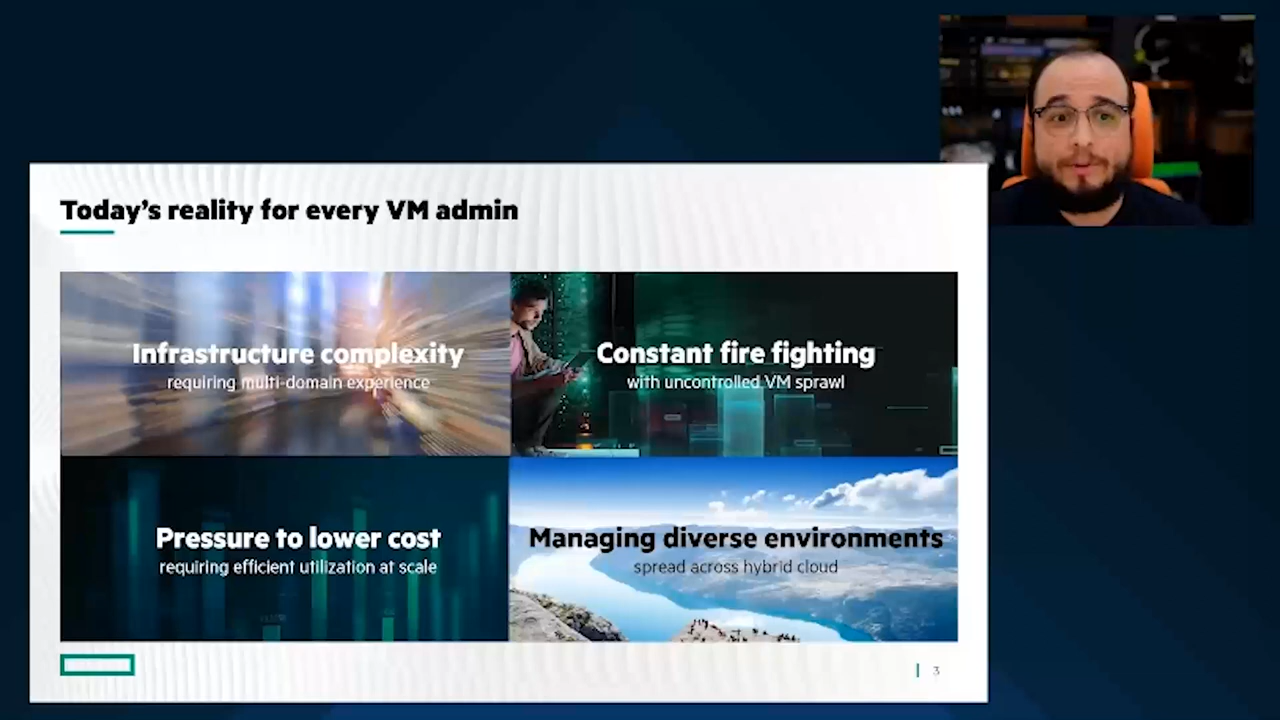 Today's reality for every VM admin
Infrastructure complexity
requiring multi-domain experience
Constant fire fighting
with uncontrolled VM sprawl
Pressure to lower cost
requiring efficient utilization at scale
Managing diverse environments
spread across hybrid cloud
3